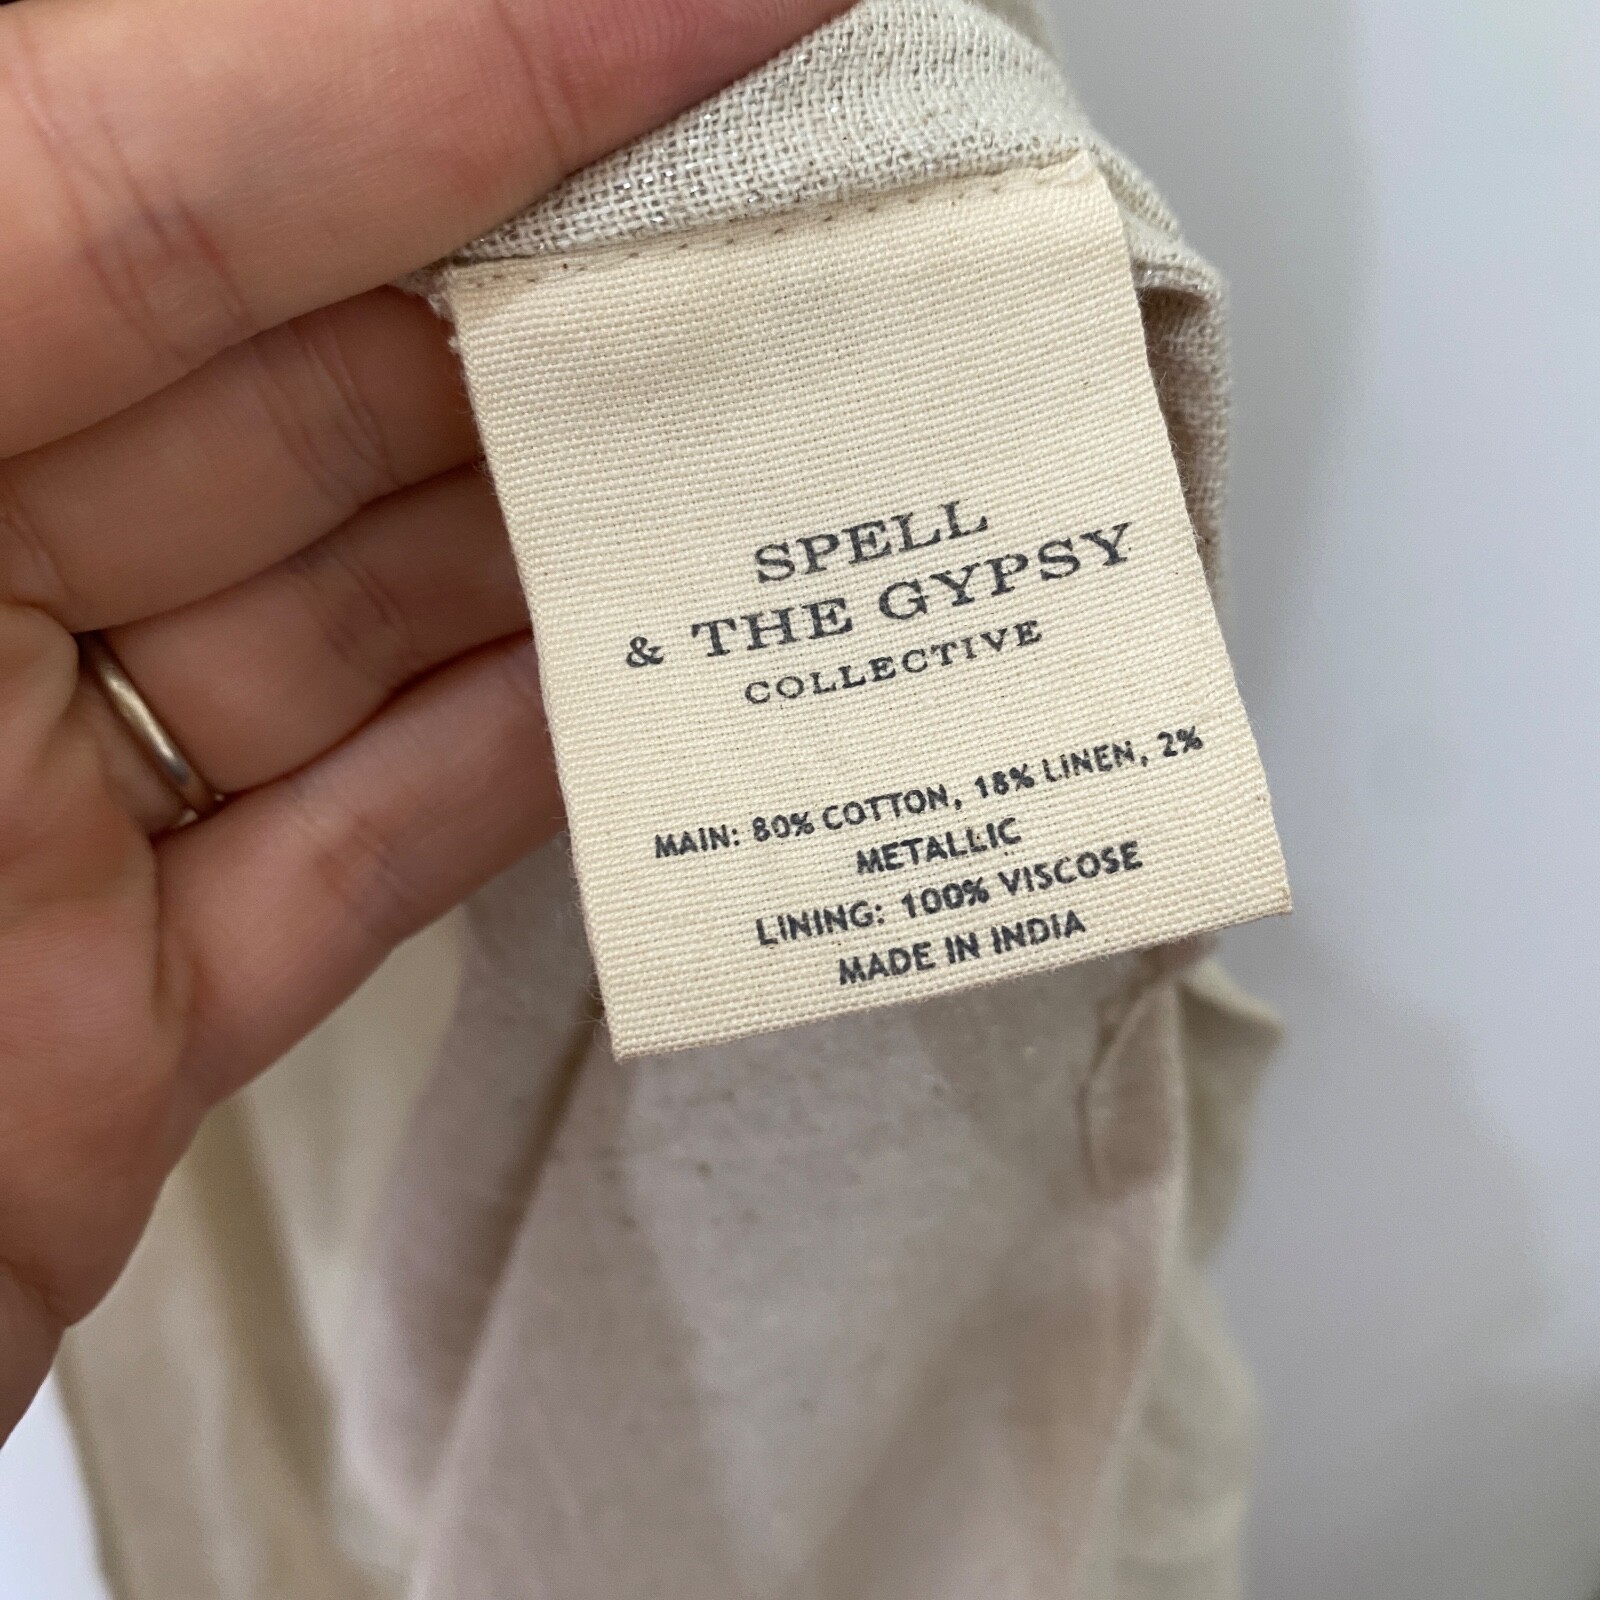 SPELL
& THE GYPSY
COLLECTIVE
MAIN: 80% COTTON, 18% LINEN, 2%
METALLIC
LINING: 100% VISCOSE
MADE IN INDIA